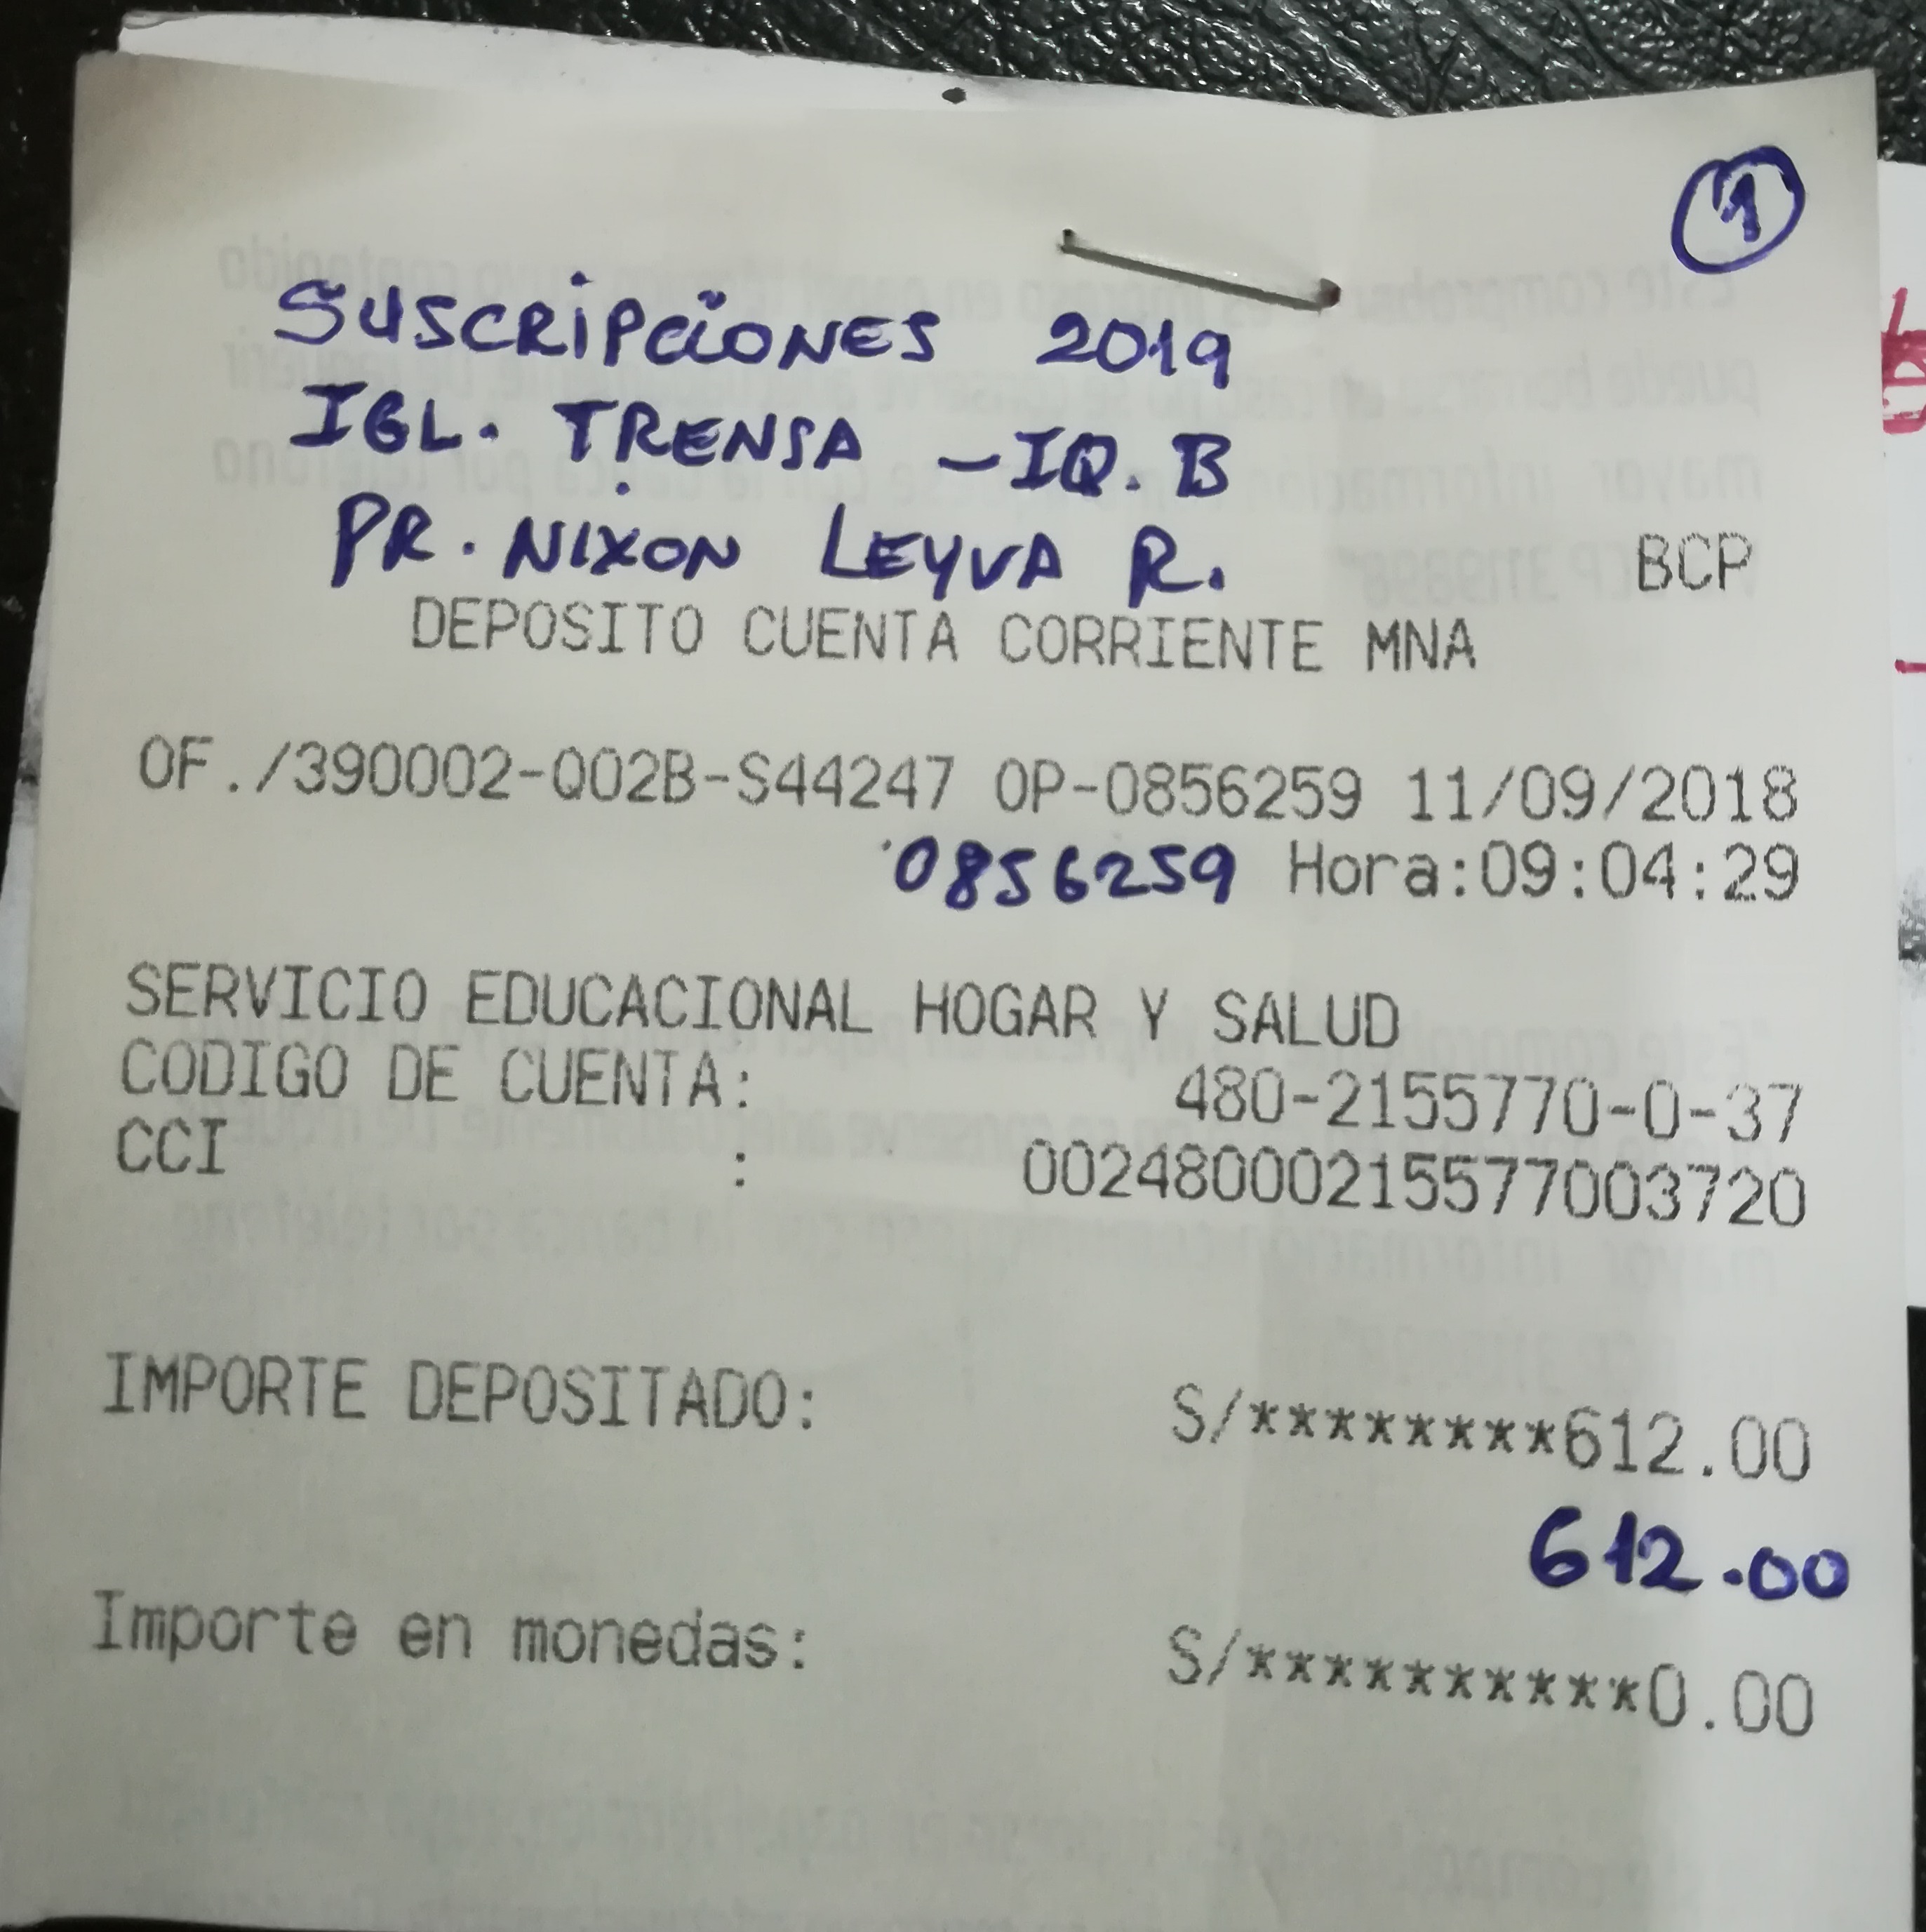 1
SUSCRIPCIONES 2019
IGL. TRENSA - IQ. B
PR. NIXON LEYVA R.
BCP
DEPOSITO CUENTA CORRIENTE MNA
OF./390002-Q02B-S44247 OP-0856259 11/09/2018
0856259 Hora:09:04:29
SERVICIO EDUCACIONAL HOGAR Y SALUD
CODIGO DE CUENTA: 480-2155770-0-37
CCI : 00248000215577003720
IMPORTE DEPOSITADO: S/********612.00
612.00
Importe en monedas: S/**********0.00